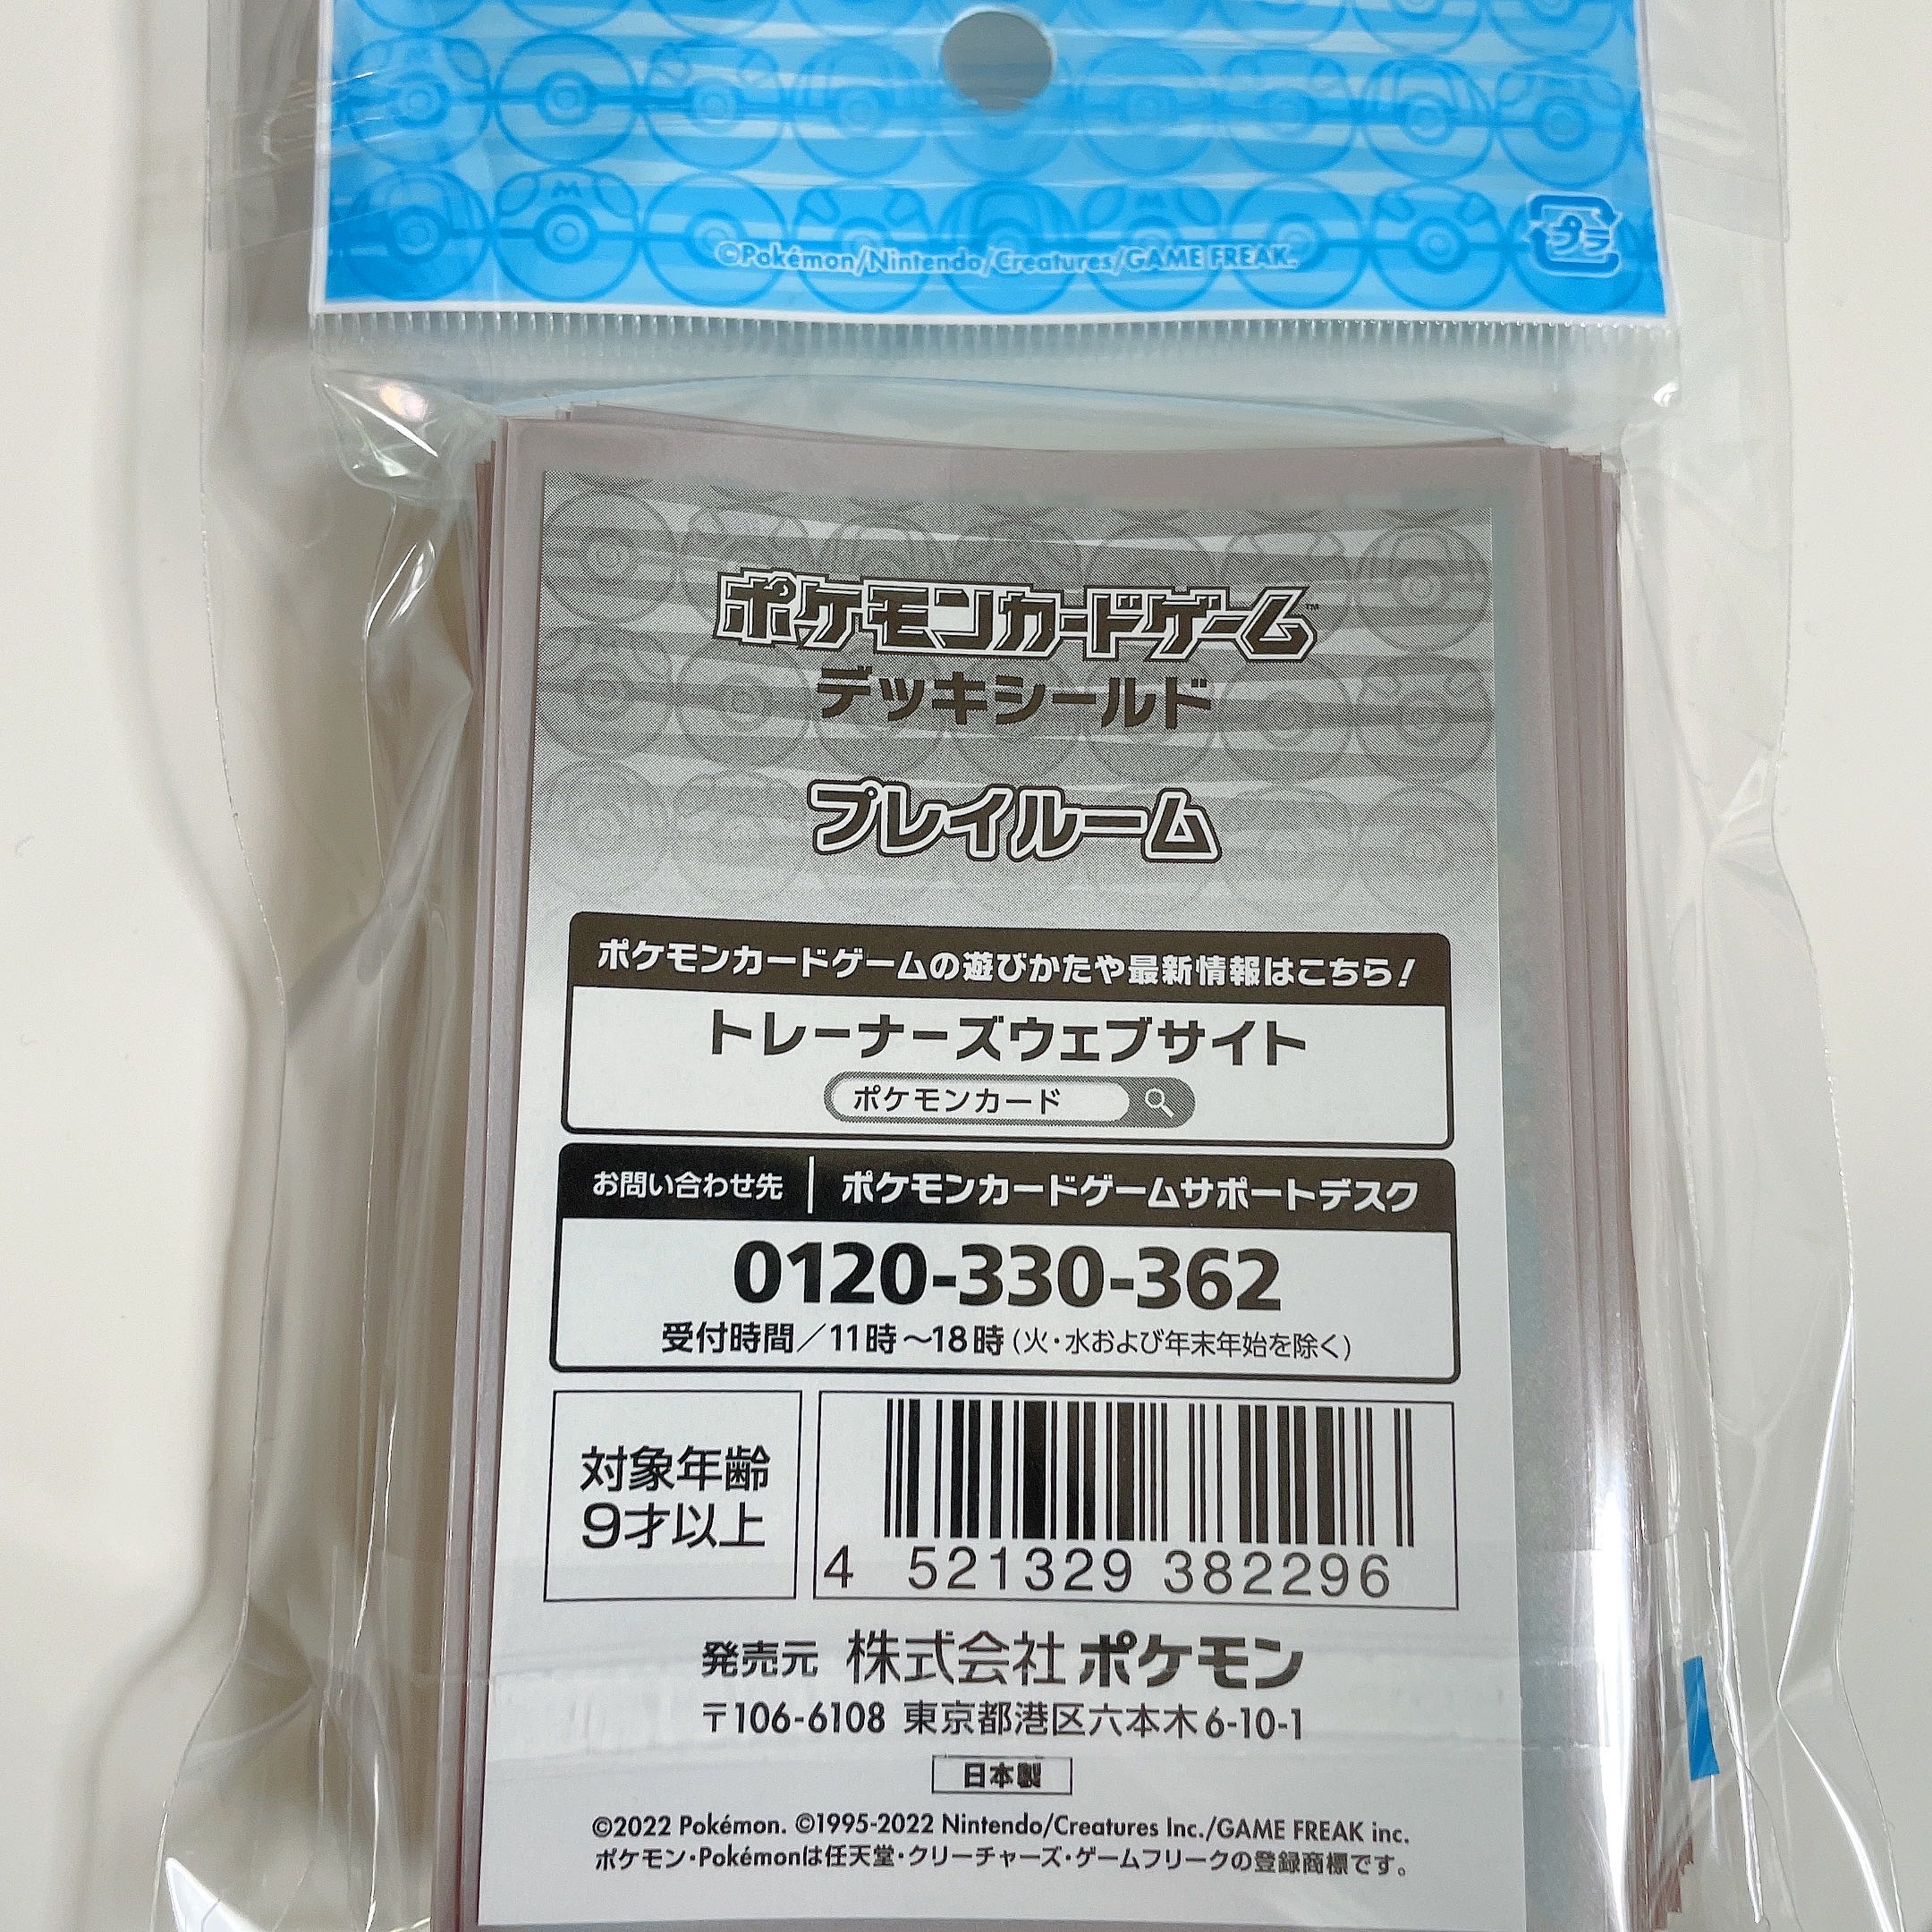 ©Pokémon/Nintendo/Creatures/GAME FREAK.
プラ
ポケモンカードゲーム™
デッキシールド
プレイルーム
ポケモンカードゲームの遊びかたや最新情報はこちら!
トレーナーズウェブサイト
ポケモンカード
お問い合わせ先 | ポケモンカードゲームサポートデスク
0120-330-362
受付時間/11時~18時(火・水および年末年始を除く)
対象年齢
9才以上
4 521329 382296
発売元 株式会社ポケモン
〒106-6108 東京都港区六本木6-10-1
日本製
©2022 Pokémon. ©1995-2022 Nintendo/Creatures Inc./GAME FREAK inc.
ポケモン・Pokémonは任天堂・クリーチャーズ・ゲームフリークの登録商標です。